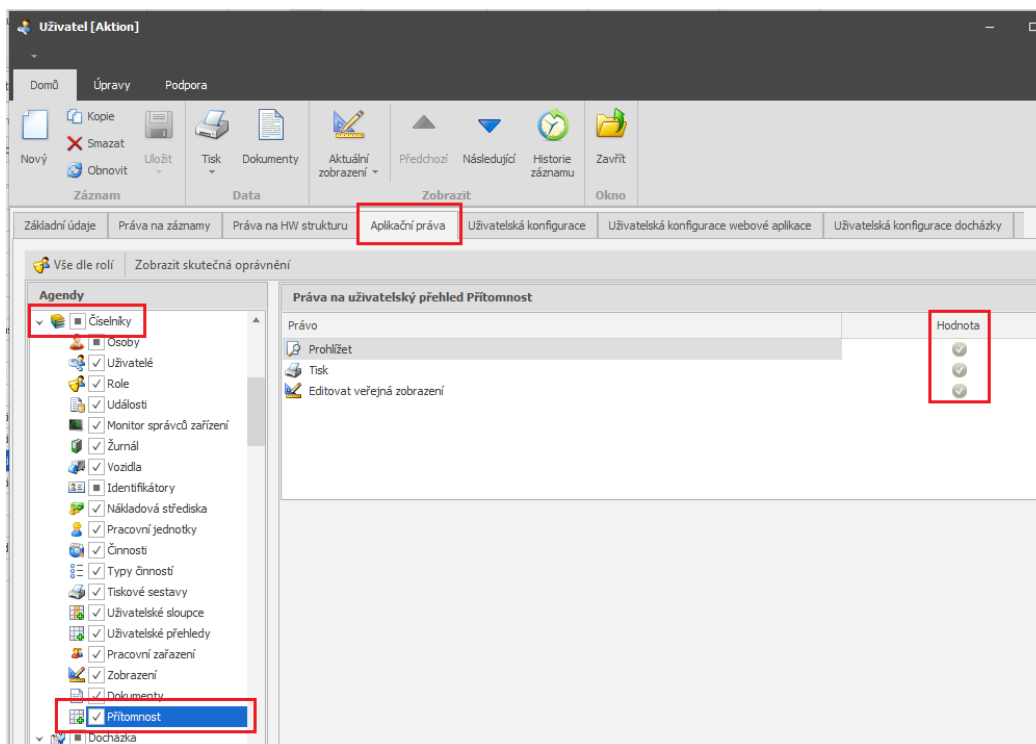 Uživatel [Aktion]
Domů Úpravy Podpora
Nový
Kopie
Smazat
Obnovit
Uložit
Tisk
Dokumenty
Aktuální
zobrazení
Předchozí
Následující
Historie
záznamu
Zavřít
Záznam Data Zobrazit Okno
Základní údaje Práva na záznamy Práva na HW strukturu Aplikační práva Uživatelská konfigurace Uživatelská konfigurace webové aplikace Uživatelská konfigurace docházky
Vše dle rolí Zobrazit skutečná oprávnění
Agendy
Číselníky
Osoby
Uživatelé
Role
Události
Monitor správců zařízení
Žurnál
Vozidla
Identifikátory
Nákladová střediska
Pracovní jednotky
Činnosti
Typy činností
Tiskové sestavy
Uživatelské sloupce
Uživatelské přehledy
Pracovní zařazení
Zobrazení
Dokumenty
Přítomnost
Docházka
Práva na uživatelský přehled Přítomnost
Právo Hodnota
Prohlížet
Tisk
Editovat veřejná zobrazení